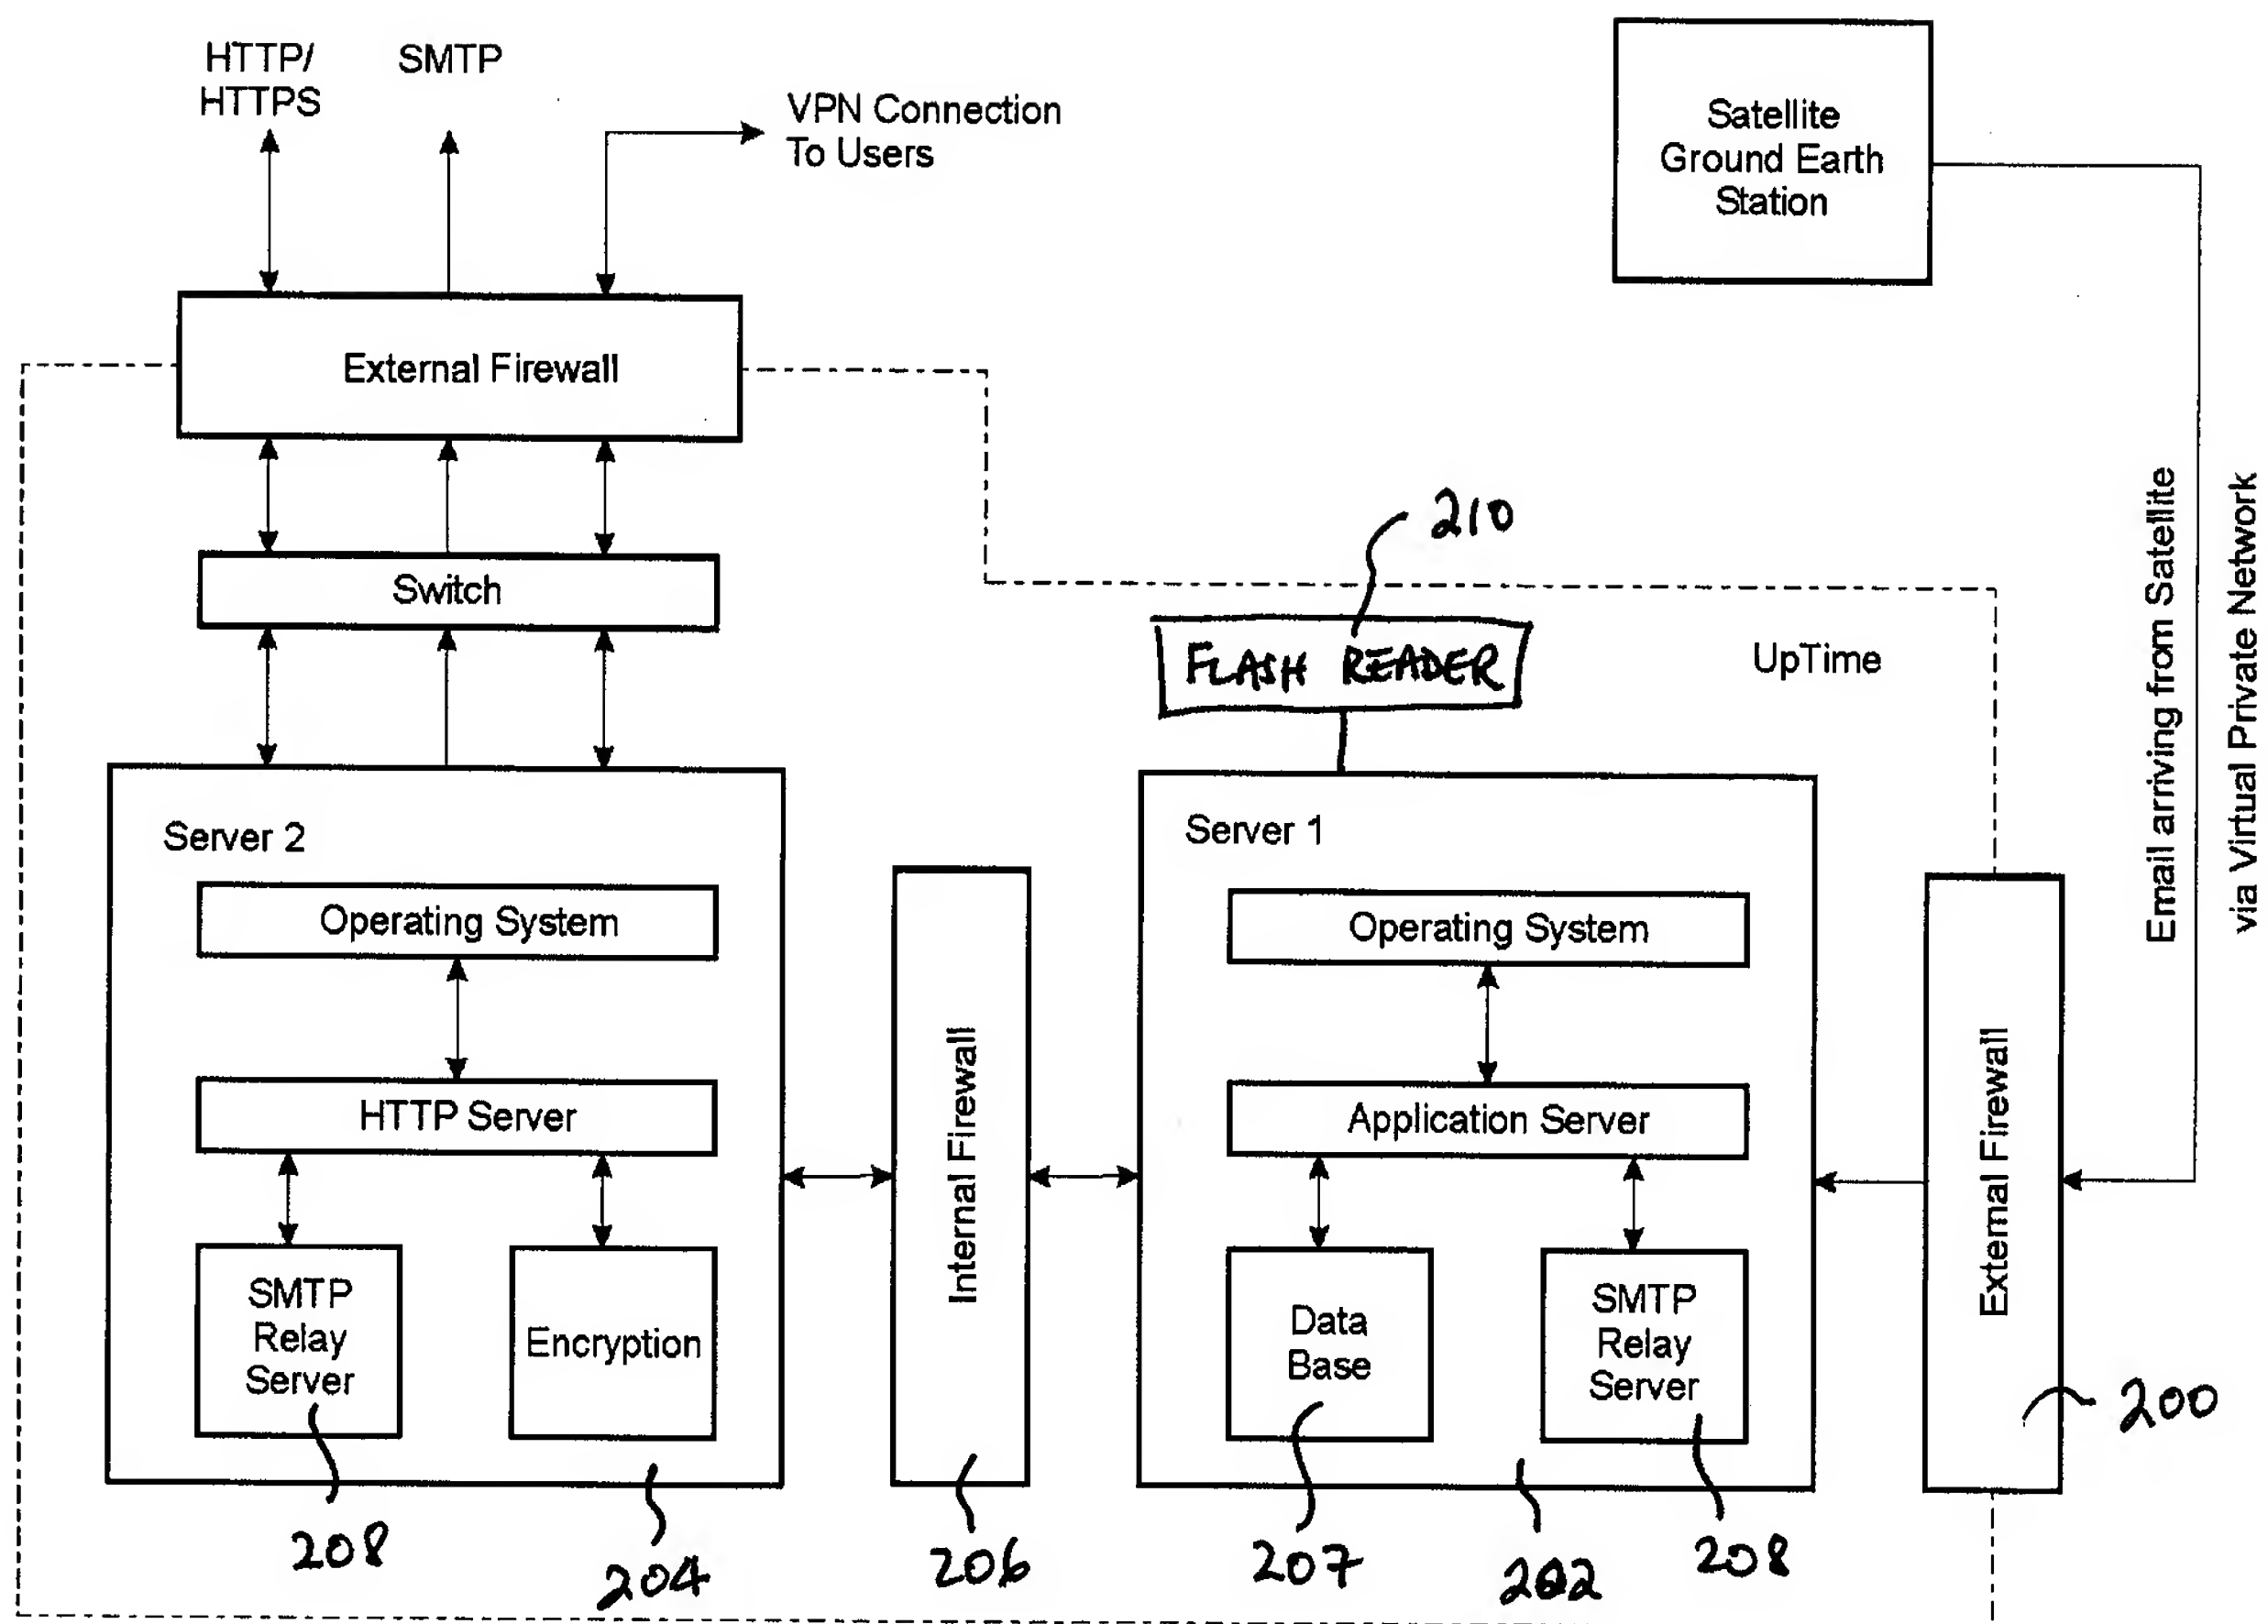 HTTP/
HTTPS
SMTP
VPN Connection
To Users
Satellite
Ground Earth
Station
External Firewall
Email arriving from Satellite
via Virtual Private Network
Switch
210
FLASH READER
UpTime
Server 2
Operating System
HTTP Server
SMTP
Relay
Server
Encryption
Internal Firewall
Server 1
Operating System
Application Server
Data
Base
SMTP
Relay
Server
External Firewall
200
208
204
206
207
202
208